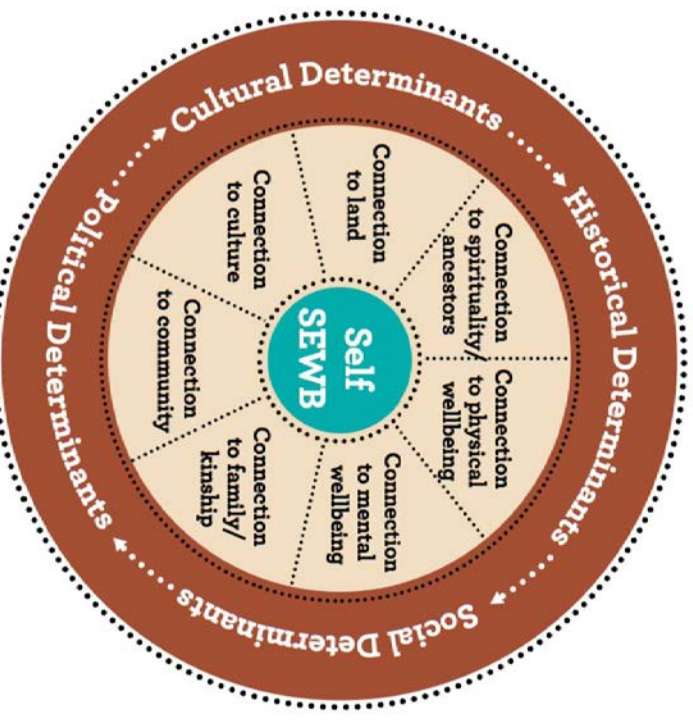 Self
SEWB
Connection
to spirituality/
ancestors
Connection
to physical
wellbeing
Connection
to mental
wellbeing
Connection
to family/
kinship
Connection
to community
Connection
to culture
Connection
to land
Historical Determinants
Social Determinants
Political Determinants
Cultural Determinants